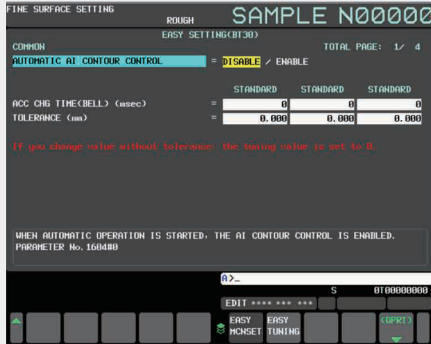 FINE SURFACE SETTING
ROUGH
SAMPLE N00000
EASY SETTING(BT30)
COMMON
TOTAL PAGE: 1/ 4
AUTOMATIC AI CONTOUR CONTROL = DISABLE / ENABLE
STANDARD STANDARD STANDARD
ACC CHG TIME(BELL) (msec) = 0 0 0
TOLERANCE (mm) = 0.000 0.000 0.000
If you change value without tolerance, the tuning value is set to 0.
WHEN AUTOMATIC OPERATION IS STARTED, THE AI CONTOUR CONTROL IS ENABLED.
PARAMETER No.1604#0
A>_
S 0T00000000
EDIT **** *** ***
EASY MCHSET
EASY TUNING
(OPRT)